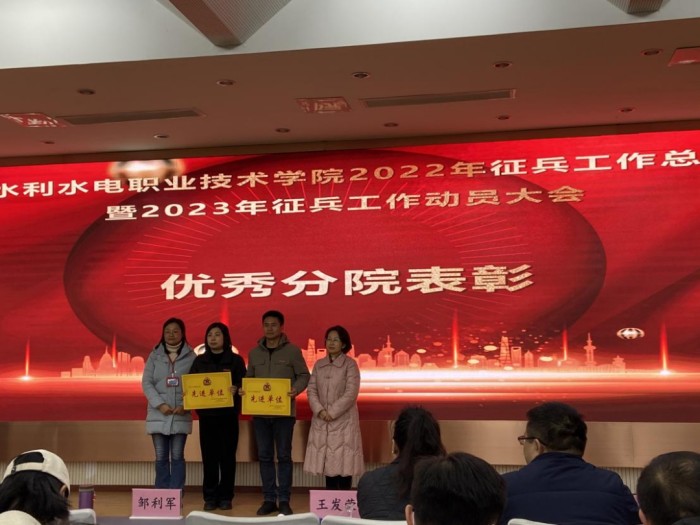 水利水电职业技术学院2022年征兵工作总
暨2023年征兵工作动员大会
优秀分院表彰
先进单位
先进单位
邹利军
王发荣